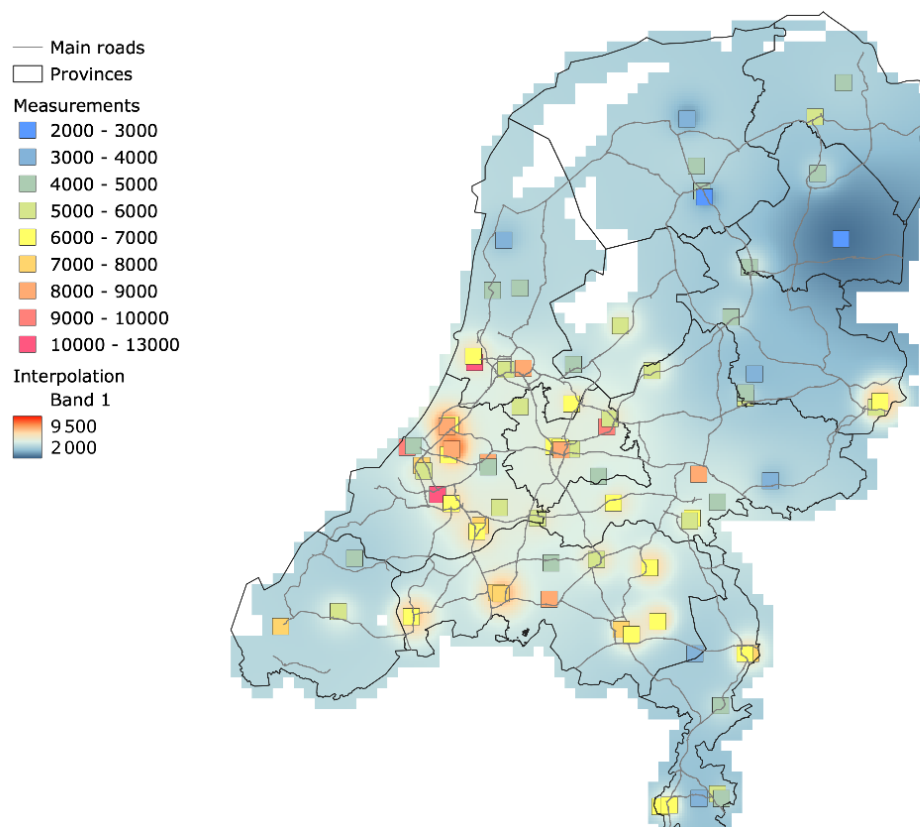 Main roads
Provinces
Measurements
2000 - 3000
3000 - 4000
4000 - 5000
5000 - 6000
6000 - 7000
7000 - 8000
8000 - 9000
9000 - 10000
10000 - 13000
Interpolation
Band 1
9 500
2 000